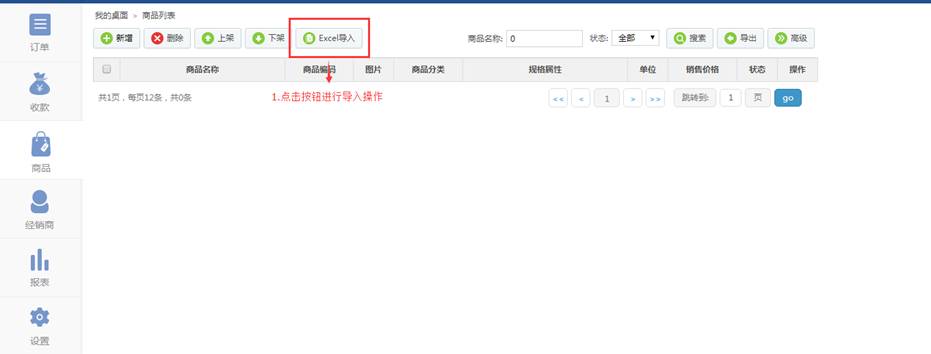 我的桌面 » 商品列表
新增 删除 上架 下架 Excel导入 商品名称: 0 状态: 全部 搜索 导出 高级
商品名称 商品编码 图片 商品分类 规格属性 单位 销售价格 状态 操作
共1页，每页12条，共0条 1.点击按钮进行导入操作 << < 1 > >> 跳转到: 1 页 go
订单
收款
商品
经销商
报表
设置